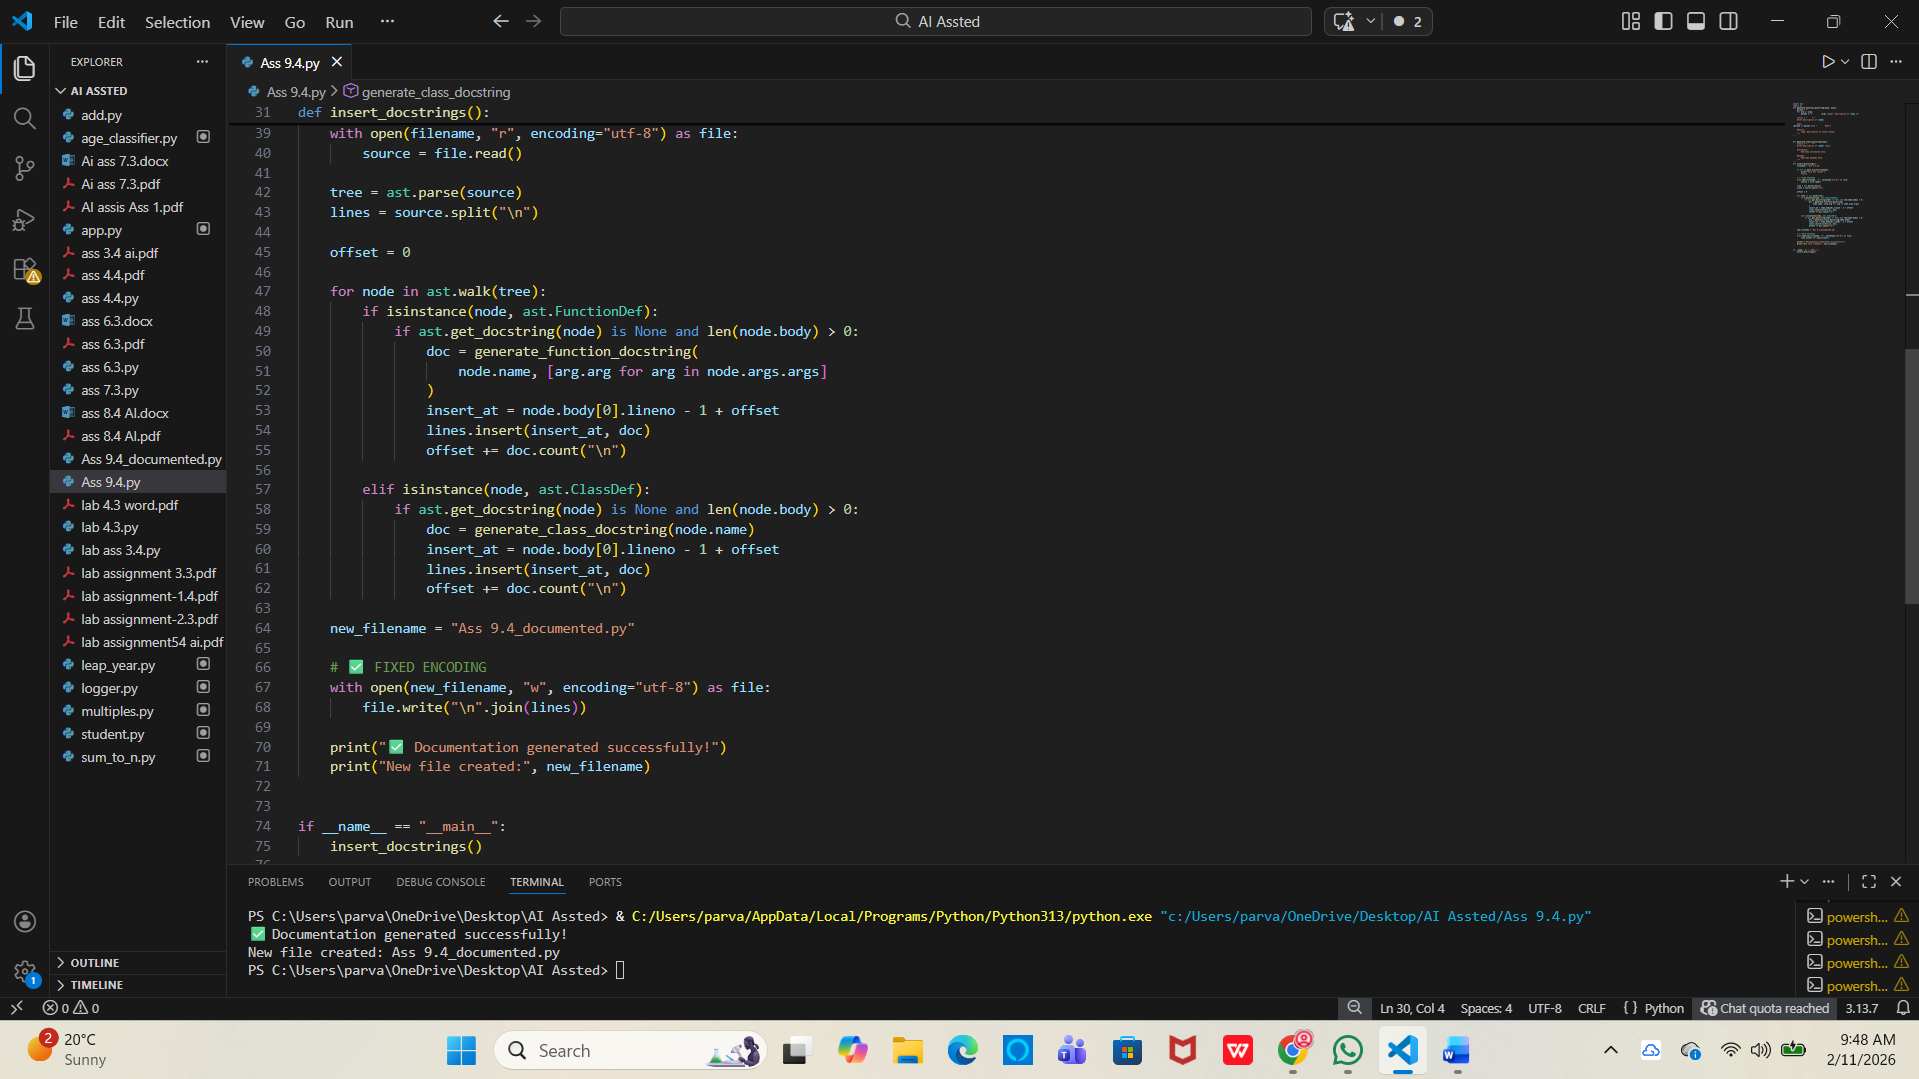 File Edit Selection View Go Run ···
AI Assted
2
EXPLORER ···
AI ASSTED
add.py
age_classifier.py
Ai ass 7.3.docx
Ai ass 7.3.pdf
AI assis Ass 1.pdf
app.py
ass 3.4 ai.pdf
ass 4.4.pdf
ass 4.4.py
ass 6.3.docx
ass 6.3.pdf
ass 6.3.py
ass 7.3.py
ass 8.4 AI.docx
ass 8.4 AI.pdf
Ass 9.4_documented.py
Ass 9.4.py
lab 4.3 word.pdf
lab 4.3.py
lab ass 3.4.py
lab assignment 3.3.pdf
lab assignment-1.4.pdf
lab assignment-2.3.pdf
lab assignment54 ai.pdf
leap_year.py
logger.py
multiples.py
student.py
sum_to_n.py
OUTLINE
TIMELINE
Ass 9.4.py
Ass 9.4.py > generate_class_docstring
31 def insert_docstrings():
39     with open(filename, "r", encoding="utf-8") as file:
40         source = file.read()
41
42     tree = ast.parse(source)
43     lines = source.split("\n")
44
45     offset = 0
46
47     for node in ast.walk(tree):
48         if isinstance(node, ast.FunctionDef):
49             if ast.get_docstring(node) is None and len(node.body) > 0:
50                 doc = generate_function_docstring(
51                     node.name, [arg.arg for arg in node.args.args]
52                 )
53                 insert_at = node.body[0].lineno - 1 + offset
54                 lines.insert(insert_at, doc)
55                 offset += doc.count("\n")
56
57         elif isinstance(node, ast.ClassDef):
58             if ast.get_docstring(node) is None and len(node.body) > 0:
59                 doc = generate_class_docstring(node.name)
60                 insert_at = node.body[0].lineno - 1 + offset
61                 lines.insert(insert_at, doc)
62                 offset += doc.count("\n")
63
64     new_filename = "Ass 9.4_documented.py"
65
66     # ✅ FIXED ENCODING
67     with open(new_filename, "w", encoding="utf-8") as file:
68         file.write("\n".join(lines))
69
70     print("✅ Documentation generated successfully!")
71     print("New file created:", new_filename)
72
73
74 if __name__ == "__main__":
75     insert_docstrings()
76
PROBLEMS OUTPUT DEBUG CONSOLE TERMINAL PORTS
PS C:\Users\parva\OneDrive\Desktop\AI Assted> & C:/Users/parva/AppData/Local/Programs/Python/Python313/python.exe "c:/Users/parva/OneDrive/Desktop/AI Assted/Ass 9.4.py"
✅ Documentation generated successfully!
New file created: Ass 9.4_documented.py
PS C:\Users\parva\OneDrive\Desktop\AI Assted>
powersh...
powersh...
powersh...
powersh...
1
0 0
Ln 30, Col 4 Spaces: 4 UTF-8 CRLF { } Python Chat quota reached 3.13.7
2
20°C
Sunny
Search
9:48 AM
2/11/2026